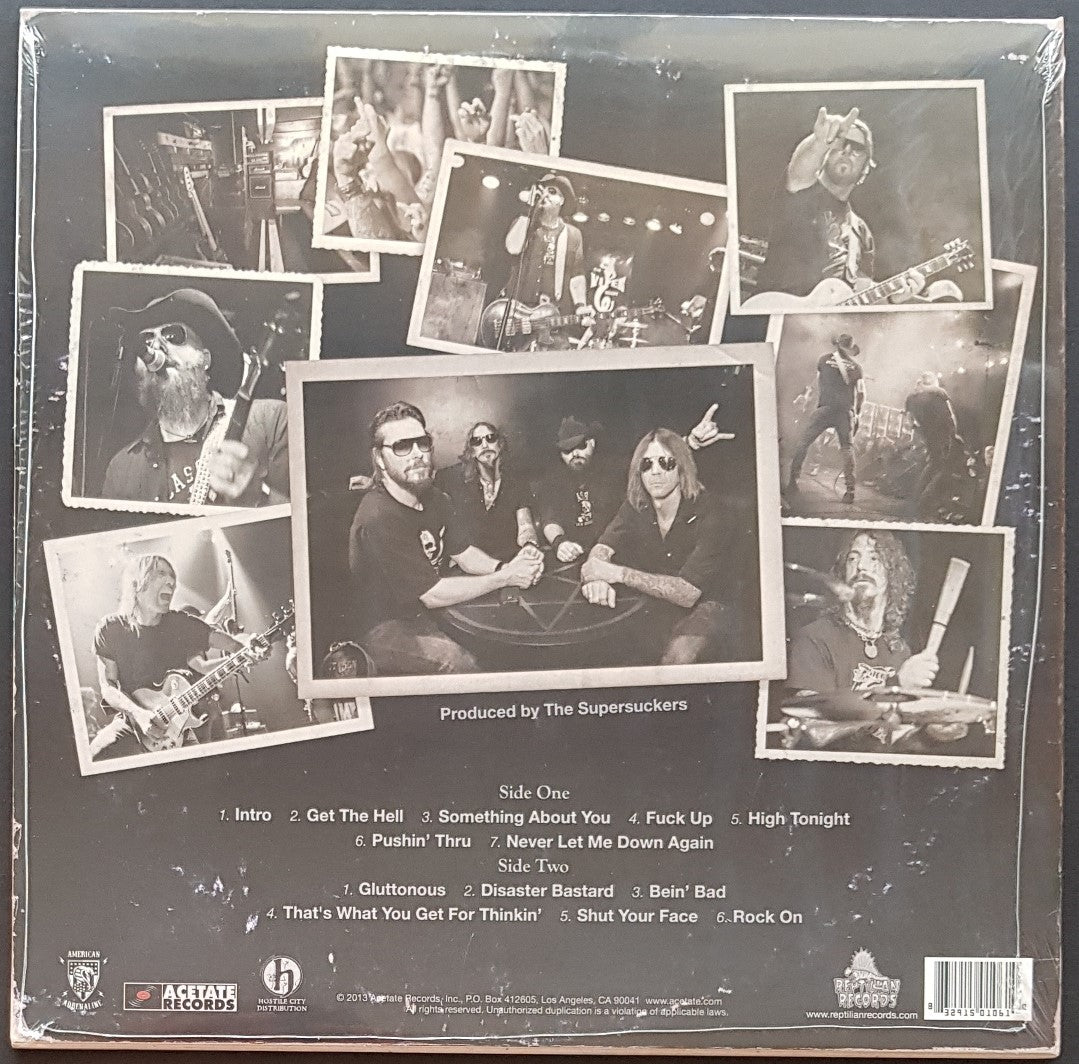 Produced by The Supersuckers
Side One
1. Intro 2. Get The Hell 3. Something About You 4. Fuck Up 5. High Tonight
6. Pushin' Thru 7. Never Let Me Down Again
Side Two
1. Gluttonous 2. Disaster Bastard 3. Bein' Bad
4. That's What You Get For Thinkin' 5. Shut Your Face 6. Rock On
AMERICAN
ADRENALINE
ACETATE
RECORDS
h
HOSTILE CITY
DISTRIBUTION
© 2013 Acetate Records, Inc., P.O. Box 412605, Los Angeles, CA 90041 www.acetate.com
All rights reserved. Unauthorized duplication is a violation of applicable laws.
REPTILIAN
RECORDS
www.reptilianrecords.com
8 32915 01061